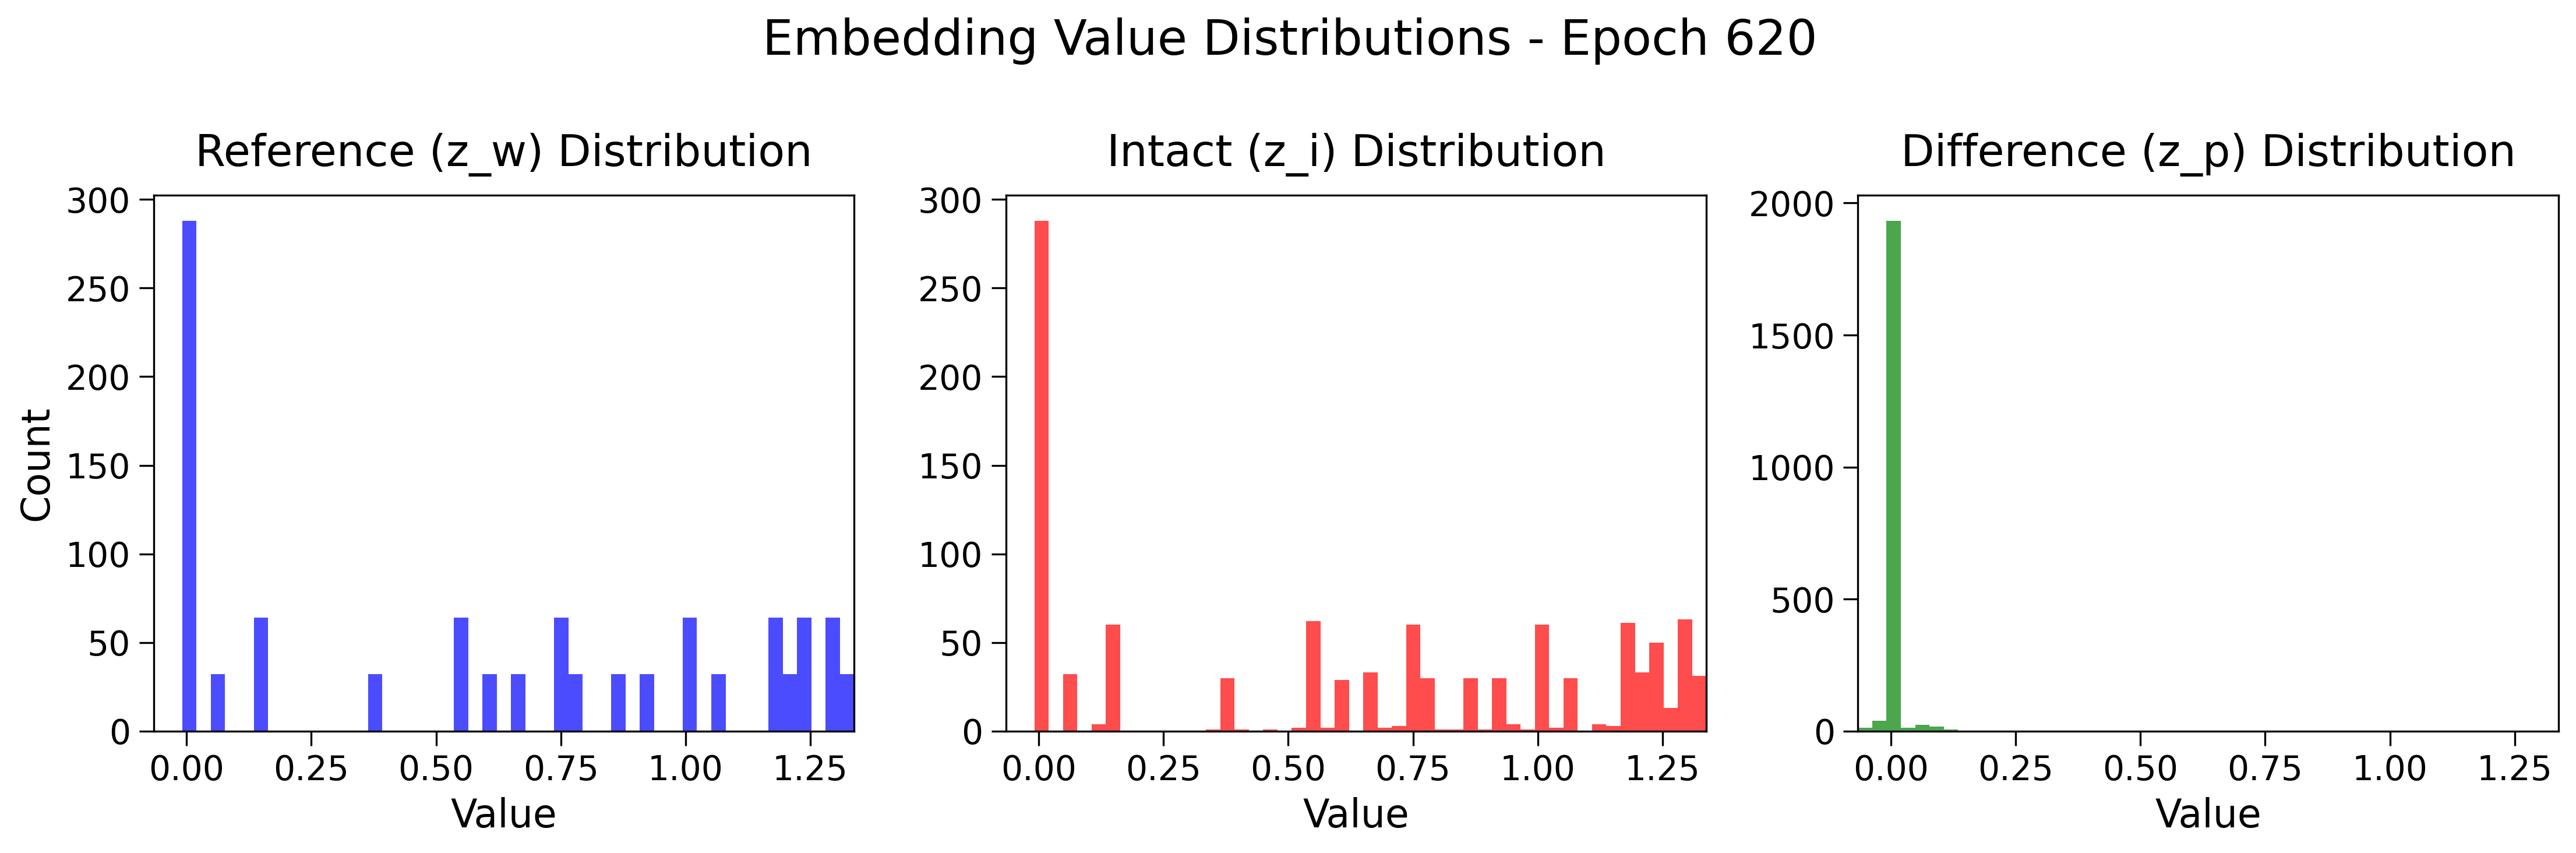 Embedding Value Distributions - Epoch 620
Reference (z_w) Distribution
Intact (z_i) Distribution
Difference (z_p) Distribution
Count
300
250
200
150
100
50
0
0.00 0.25 0.50 0.75 1.00 1.25
Value
300
250
200
150
100
50
0
0.00 0.25 0.50 0.75 1.00 1.25
Value
2000
1500
1000
500
0
0.00 0.25 0.50 0.75 1.00 1.25
Value